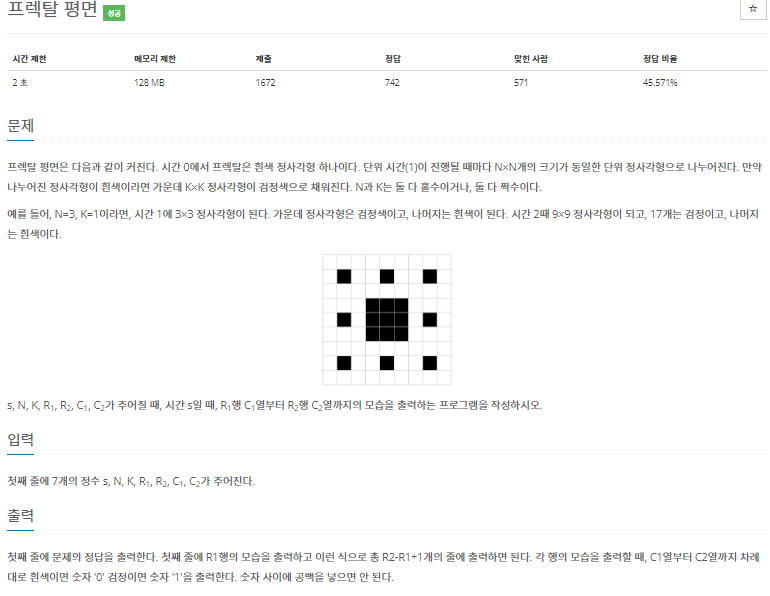 프렉탈 평면 성공
☆
시간 제한 메모리 제한 제출 정답 맞힌 사람 정답 비율
2 초 128 MB 1672 742 571 45.571%
문제
프렉탈 평면은 다음과 같이 커진다. 시간 0에서 프렉탈은 흰색 정사각형 하나이다. 단위 시간(1)이 진행될 때마다 N×N개의 크기가 동일한 단위 정사각형으로 나누어진다. 만약
나누어진 정사각형이 흰색이라면 가운데 K×K 정사각형이 검정색으로 채워진다. N과 K는 둘 다 홀수이거나, 둘 다 짝수이다.
예를 들어, N=3, K=1이라면, 시간 1에 3×3 정사각형이 된다. 가운데 정사각형은 검정색이고, 나머지는 흰색이 된다. 시간 2때 9×9 정사각형이 되고, 17개는 검정이고, 나머지
는 흰색이다.
s, N, K, R₁, R₂, C₁, C₂가 주어질 때, 시간 s일 때, R₁행 C₁열부터 R₂행 C₂열까지의 모습을 출력하는 프로그램을 작성하시오.
입력
첫째 줄에 7개의 정수 s, N, K, R₁, R₂, C₁, C₂가 주어진다.
출력
첫째 줄에 문제의 정답을 출력한다. 첫째 줄에 R1행의 모습을 출력하고 이런 식으로 총 R2-R1+1개의 줄에 출력하면 된다. 각 행의 모습을 출력할 때, C1열부터 C2열까지 차례
대로 흰색이면 숫자 '0' 검정이면 숫자 '1'을 출력한다. 숫자 사이에 공백을 넣으면 안 된다.